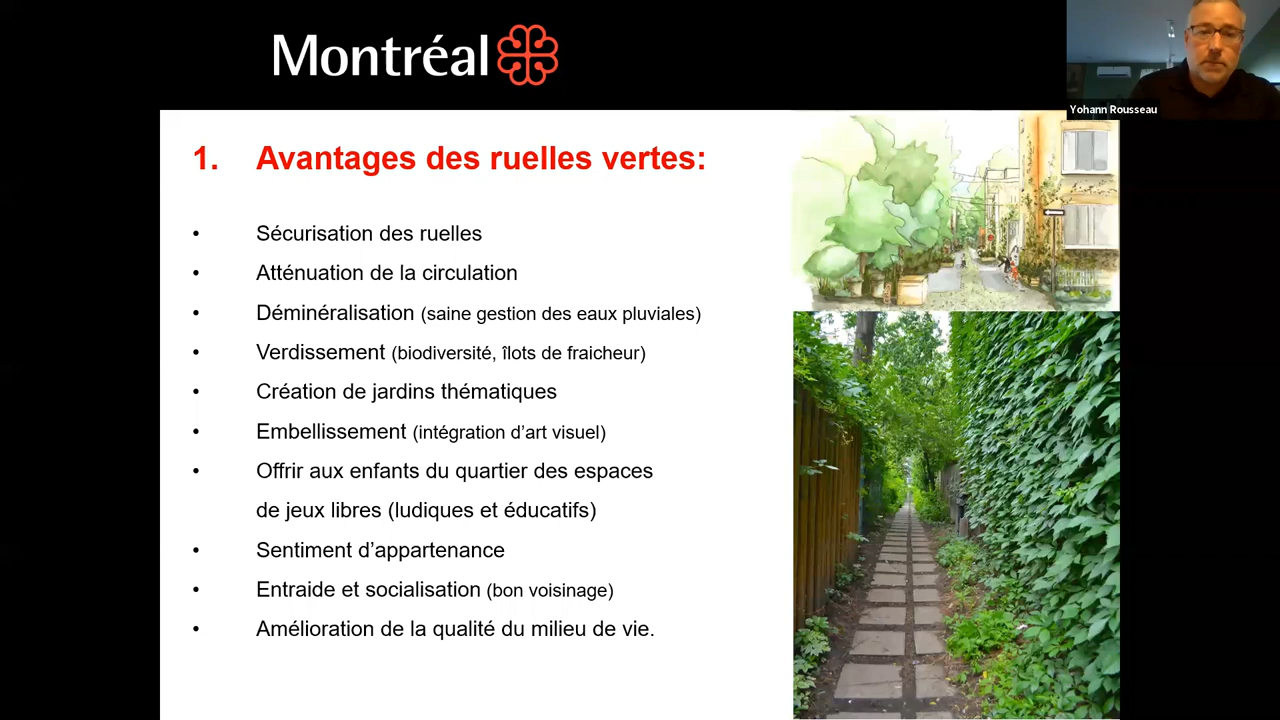 Montréal
Yohann Rousseau
1. Avantages des ruelles vertes:
• Sécurisation des ruelles
• Atténuation de la circulation
• Déminéralisation (saine gestion des eaux pluviales)
• Verdissement (biodiversité, îlots de fraicheur)
• Création de jardins thématiques
• Embellissement (intégration d’art visuel)
• Offrir aux enfants du quartier des espaces
de jeux libres (ludiques et éducatifs)
• Sentiment d’appartenance
• Entraide et socialisation (bon voisinage)
• Amélioration de la qualité du milieu de vie.